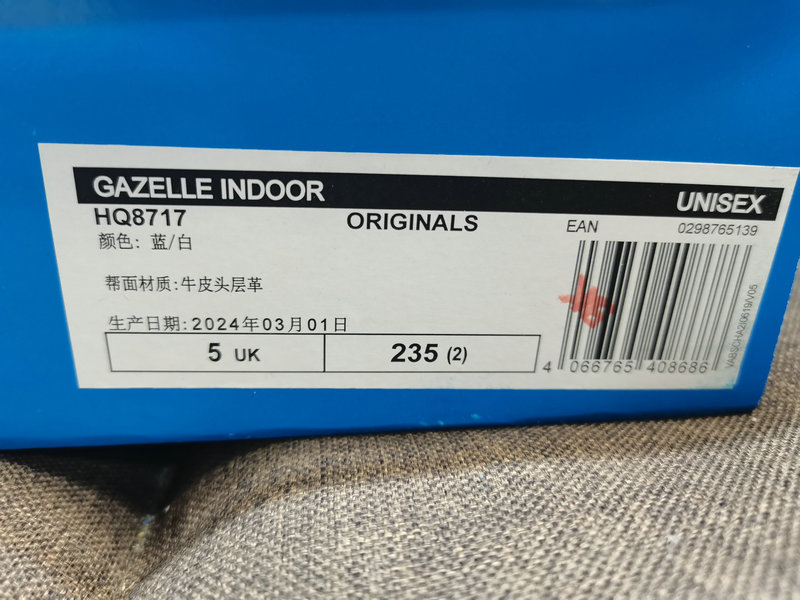 GAZELLE INDOOR
UNISEX
HQ8717
ORIGINALS
EAN
0298765139
颜色: 蓝/白
帮面材质:牛皮头层革
生产日期:2024年03月01日
5 UK
235 (2)
4 066765 408686